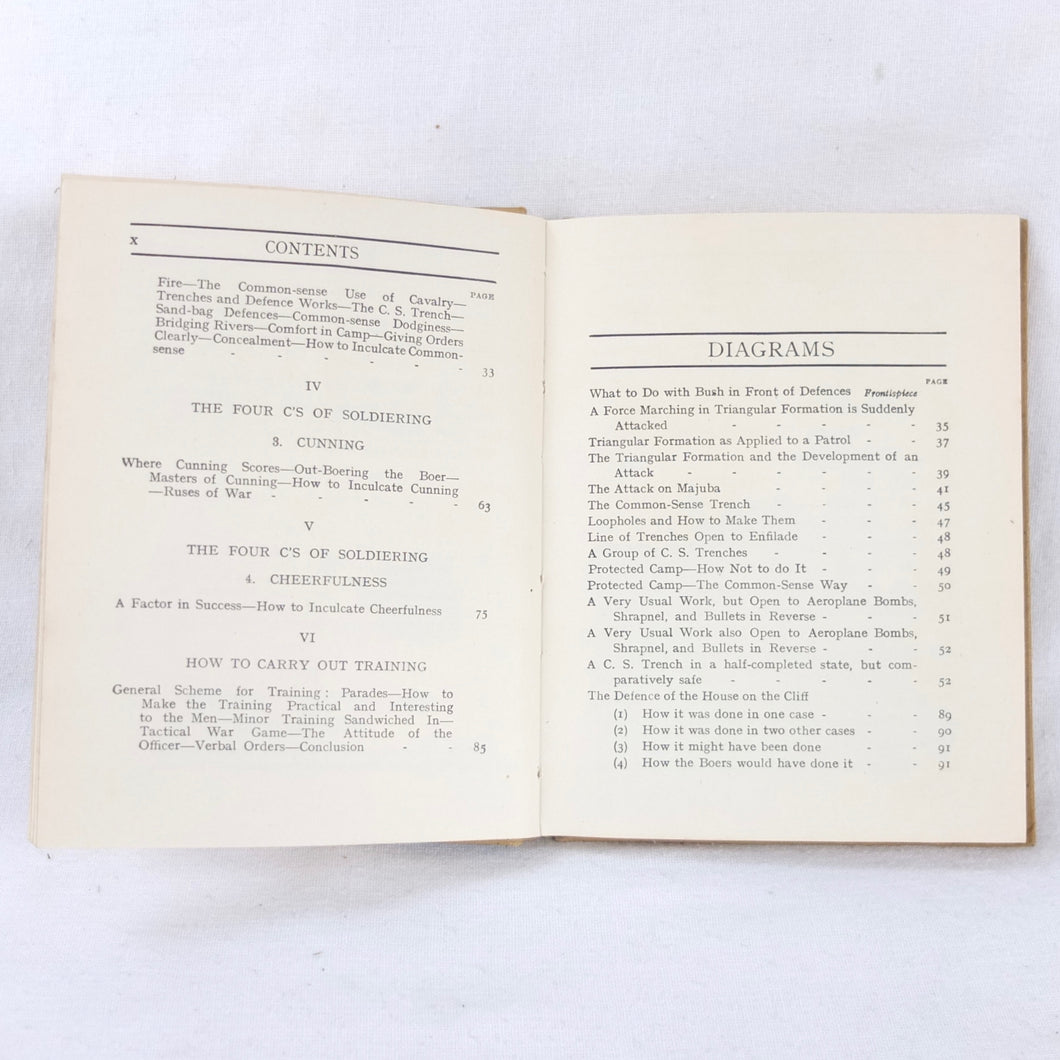 x CONTENTS
PAGE
Fire—The Common-sense Use of Cavalry—
Trenches and Defence Works—The C. S. Trench—
Sand-bag Defences—Common-sense Dodginess—
Bridging Rivers—Comfort in Camp—Giving Orders
Clearly—Concealment—How to Inculcate Common-
sense - - - - - - 33
IV
THE FOUR C'S OF SOLDIERING
3. CUNNING
Where Cunning Scores—Out-Boering the Boer—
Masters of Cunning—How to Inculcate Cunning
—Ruses of War - - - - - 63
V
THE FOUR C'S OF SOLDIERING
4. CHEERFULNESS
A Factor in Success—How to Inculcate Cheerfulness 75
VI
HOW TO CARRY OUT TRAINING
General Scheme for Training: Parades—How to
Make the Training Practical and Interesting
to the Men—Minor Training Sandwiched In—
Tactical War Game—The Attitude of the
Officer—Verbal Orders—Conclusion - - 85
DIAGRAMS
PAGE
What to Do with Bush in Front of Defences Frontispiece
A Force Marching in Triangular Formation is Suddenly
Attacked - - - - - 35
Triangular Formation as Applied to a Patrol - - 37
The Triangular Formation and the Development of an
Attack - - - - - - 39
The Attack on Majuba - - - - 41
The Common-Sense Trench - - - - 45
Loopholes and How to Make Them - - - 47
Line of Trenches Open to Enfilade - - - 48
A Group of C. S. Trenches - - - - 48
Protected Camp—How Not to do It - - - 49
Protected Camp—The Common-Sense Way - - 50
A Very Usual Work, but Open to Aeroplane Bombs,
Shrapnel, and Bullets in Reverse - - - 51
A Very Usual Work also Open to Aeroplane Bombs,
Shrapnel, and Bullets in Reverse - - - 52
A C. S. Trench in a half-completed state, but com-
paratively safe - - - - - 52
The Defence of the House on the Cliff
(1) How it was done in one case - - - 89
(2) How it was done in two other cases - - 90
(3) How it might have been done - - 91
(4) How the Boers would have done it - - 91